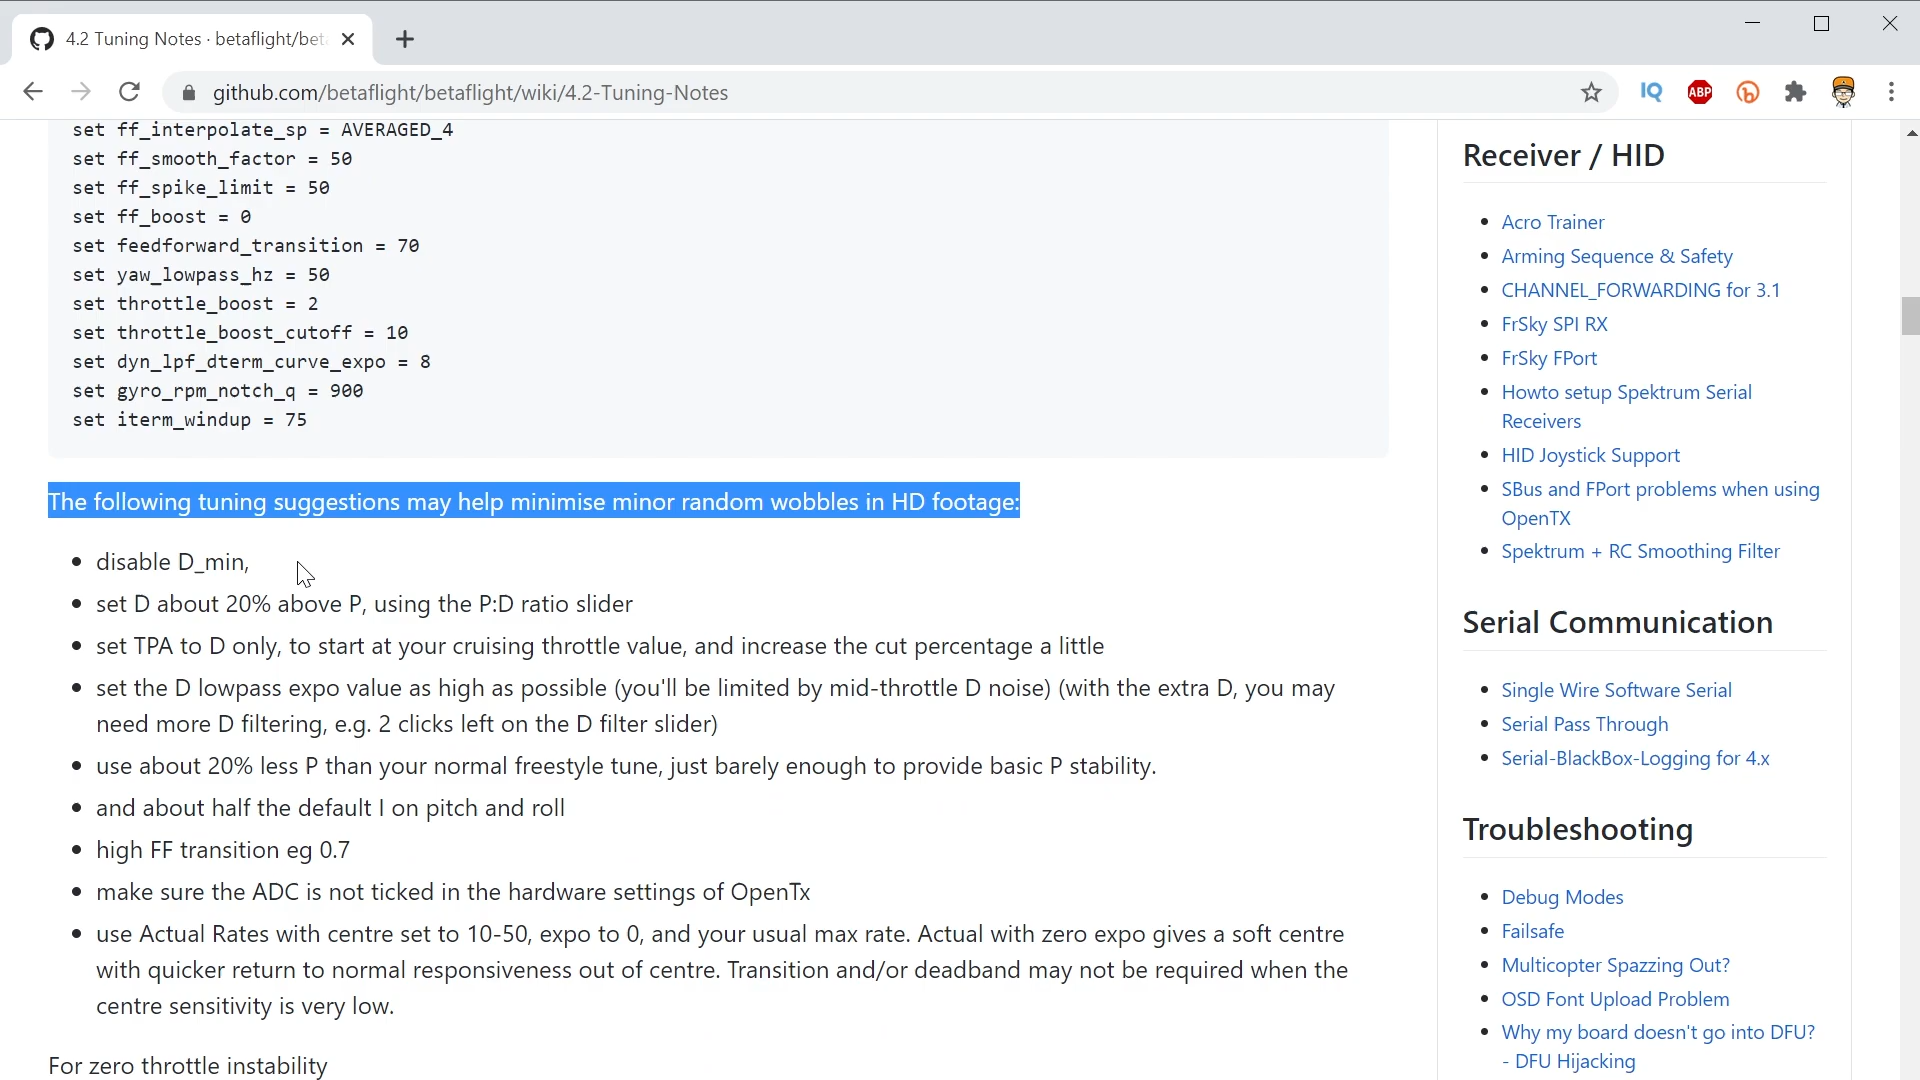 4.2 Tuning Notes · betaflight/bet
github.com/betaflight/betaflight/wiki/4.2-Tuning-Notes
IQ
ABP
set ff_interpolate_sp = AVERAGED_4
set ff_smooth_factor = 50
set ff_spike_limit = 50
set ff_boost = 0
set feedforward_transition = 70
set yaw_lowpass_hz = 50
set throttle_boost = 2
set throttle_boost_cutoff = 10
set dyn_lpf_dterm_curve_expo = 8
set gyro_rpm_notch_q = 900
set iterm_windup = 75
The following tuning suggestions may help minimise minor random wobbles in HD footage:
disable D_min,
set D about 20% above P, using the P:D ratio slider
set TPA to D only, to start at your cruising throttle value, and increase the cut percentage a little
set the D lowpass expo value as high as possible (you'll be limited by mid-throttle D noise) (with the extra D, you may
need more D filtering, e.g. 2 clicks left on the D filter slider)
use about 20% less P than your normal freestyle tune, just barely enough to provide basic P stability.
and about half the default I on pitch and roll
high FF transition eg 0.7
make sure the ADC is not ticked in the hardware settings of OpenTx
use Actual Rates with centre set to 10-50, expo to 0, and your usual max rate. Actual with zero expo gives a soft centre
with quicker return to normal responsiveness out of centre. Transition and/or deadband may not be required when the
centre sensitivity is very low.
For zero throttle instability
Receiver / HID
Acro Trainer
Arming Sequence & Safety
CHANNEL_FORWARDING for 3.1
FrSky SPI RX
FrSky FPort
Howto setup Spektrum Serial
Receivers
HID Joystick Support
SBus and FPort problems when using
OpenTX
Spektrum + RC Smoothing Filter
Serial Communication
Single Wire Software Serial
Serial Pass Through
Serial-BlackBox-Logging for 4.x
Troubleshooting
Debug Modes
Failsafe
Multicopter Spazzing Out?
OSD Font Upload Problem
Why my board doesn't go into DFU?
- DFU Hijacking